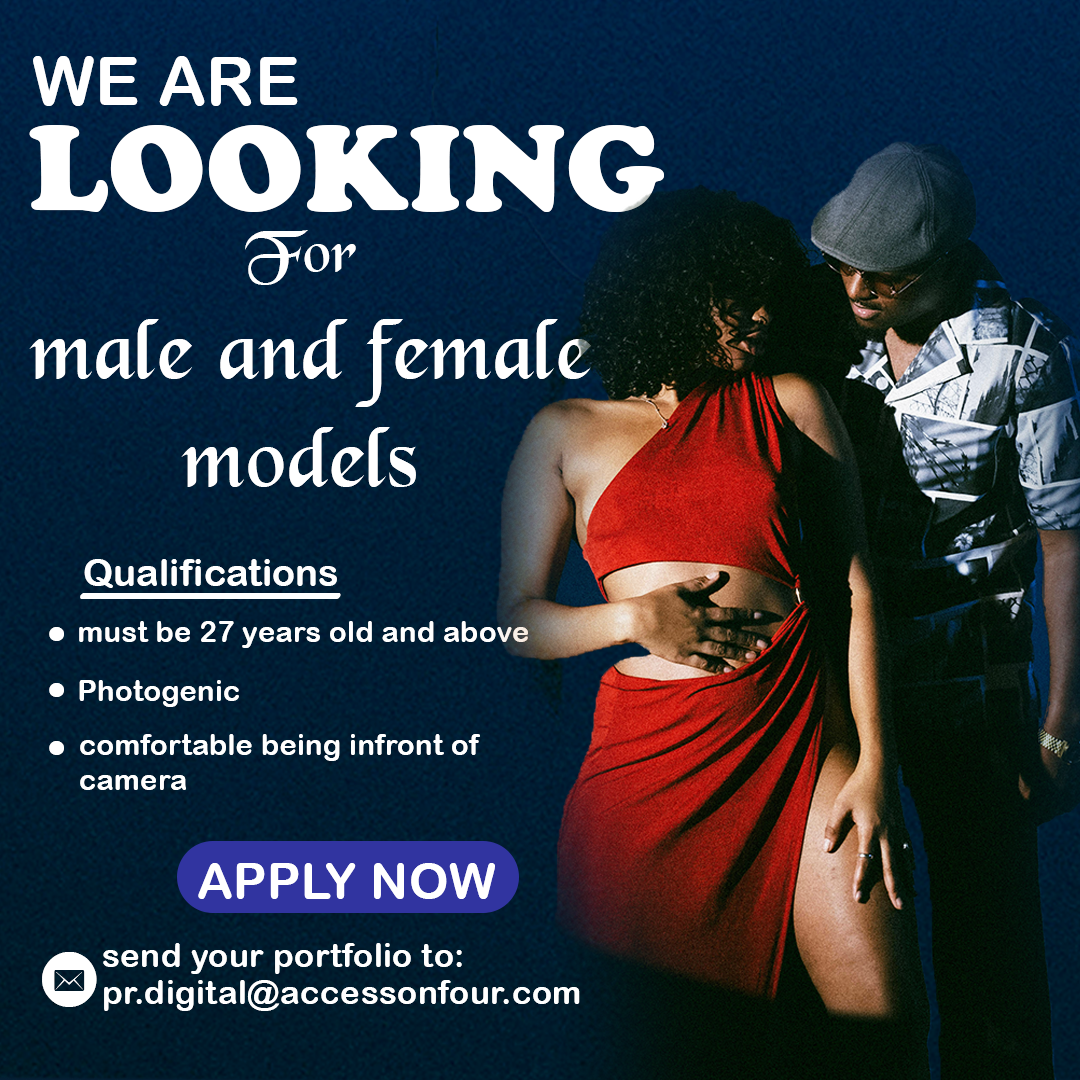 WE ARE
LOOKING
For
male and female
models
Qualifications
must be 27 years old and above
Photogenic
comfortable being infront of
camera
APPLY NOW
send your portfolio to:
pr.digital@accessonfour.com